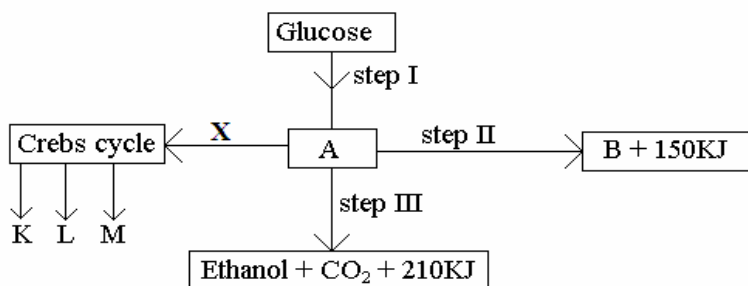 Glucose
step I
Crebs cycle
X
A
step II
B + 150KJ
step III
K L M
Ethanol + CO₂ + 210KJ